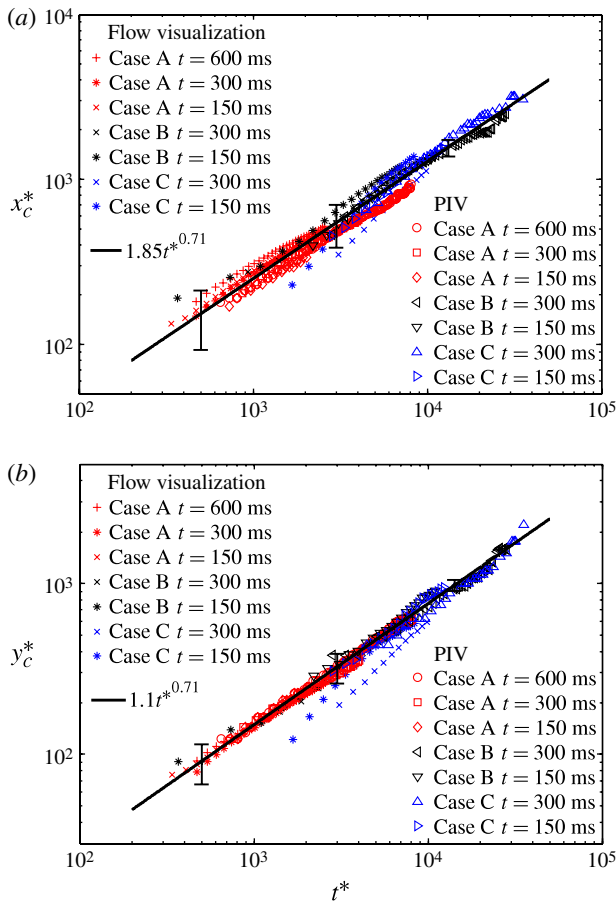 (a)
10^4
Flow visualization
Case A t = 600 ms
Case A t = 300 ms
Case A t = 150 ms
Case B t = 300 ms
Case B t = 150 ms
Case C t = 300 ms
Case C t = 150 ms
1.85t*^0.71
x_C^*
10^3
10^2
PIV
Case A t = 600 ms
Case A t = 300 ms
Case A t = 150 ms
Case B t = 300 ms
Case B t = 150 ms
Case C t = 300 ms
Case C t = 150 ms
10^2 10^3 10^4 10^5
(b)
10^4
Flow visualization
Case A t = 600 ms
Case A t = 300 ms
Case A t = 150 ms
Case B t = 300 ms
Case B t = 150 ms
Case C t = 300 ms
Case C t = 150 ms
1.1t*^0.71
y_C^*
10^3
10^2
PIV
Case A t = 600 ms
Case A t = 300 ms
Case A t = 150 ms
Case B t = 300 ms
Case B t = 150 ms
Case C t = 300 ms
Case C t = 150 ms
10^2 10^3 10^4 10^5
t*